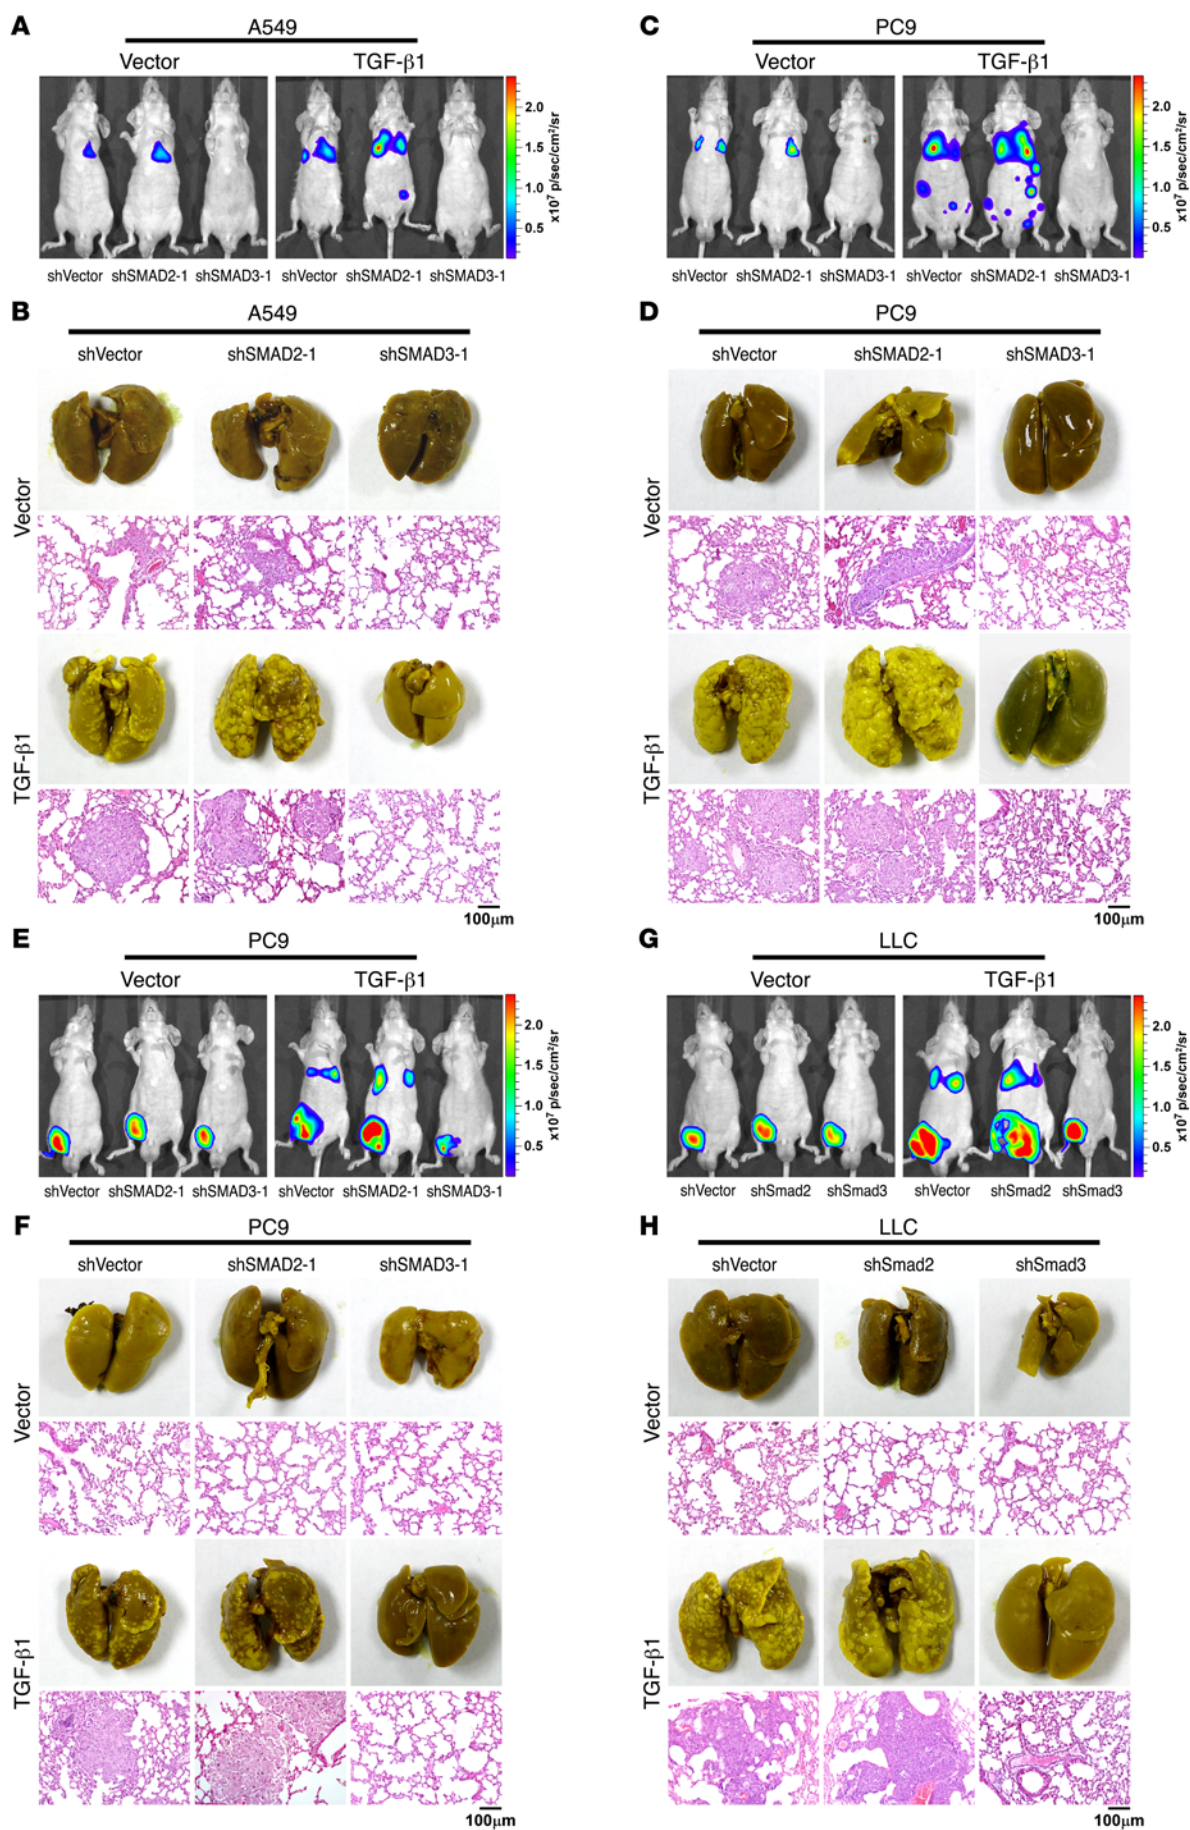 A
A549
Vector
TGF-β1
2.0
1.5
1.0
0.5
x10⁷ p/sec/cm²/sr
shVector shSMAD2-1 shSMAD3-1 shVector shSMAD2-1 shSMAD3-1
C
PC9
Vector
TGF-β1
2.0
1.5
1.0
0.5
x10⁷ p/sec/cm²/sr
shVector shSMAD2-1 shSMAD3-1 shVector shSMAD2-1 shSMAD3-1
B
A549
shVector shSMAD2-1 shSMAD3-1
Vector
TGF-β1
100μm
D
PC9
shVector shSMAD2-1 shSMAD3-1
Vector
TGF-β1
100μm
E
PC9
Vector
TGF-β1
2.0
1.5
1.0
0.5
x10⁷ p/sec/cm²/sr
shVector shSMAD2-1 shSMAD3-1 shVector shSMAD2-1 shSMAD3-1
G
LLC
Vector
TGF-β1
2.0
1.5
1.0
0.5
x10⁷ p/sec/cm²/sr
shVector shSmad2 shSmad3 shVector shSmad2 shSmad3
F
PC9
shVector shSMAD2-1 shSMAD3-1
Vector
TGF-β1
100μm
H
LLC
shVector shSmad2 shSmad3
Vector
TGF-β1
100μm